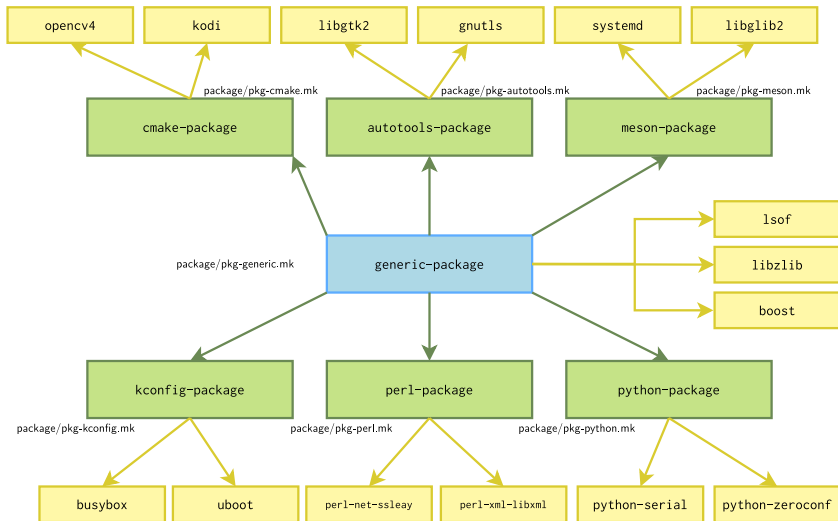 opencv4
kodi
libgtk2
gnutls
systemd
libglib2
package/pkg-cmake.mk
package/pkg-autotools.mk
package/pkg-meson.mk
cmake-package
autotools-package
meson-package
lsof
package/pkg-generic.mk
generic-package
libzlib
boost
kconfig-package
perl-package
python-package
package/pkg-kconfig.mk
package/pkg-perl.mk
package/pkg-python.mk
busybox
uboot
perl-net-ssleay
perl-xml-libxml
python-serial
python-zeroconf